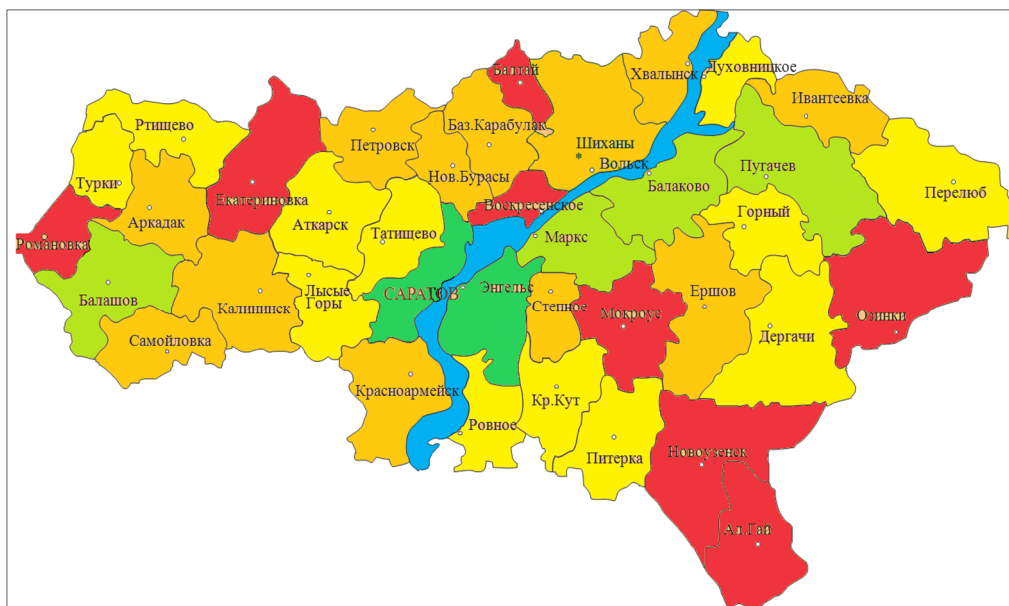 Хвалынск
Духовницкое
Балтай
Ивантеевка
Ртищево
Баз.Карабулак
Петровск
Шиханы
Вольск
Пугачев
Нов.Бурасы
Турки
Балаково
Перелюб
Екатериновка
Воскресенское
Горный
Аркадак
Аткарск
Татищево
Маркс
Романовка
Энгельс
САРАТОВ
Лысые
Горы
Балашов
Калининск
Степное
Ершов
Мокроус
Озинки
Дергачи
Самойловка
Красноармейск
Кр.Кут
Ровное
Питерка
Новоузенск
Ал.Гай